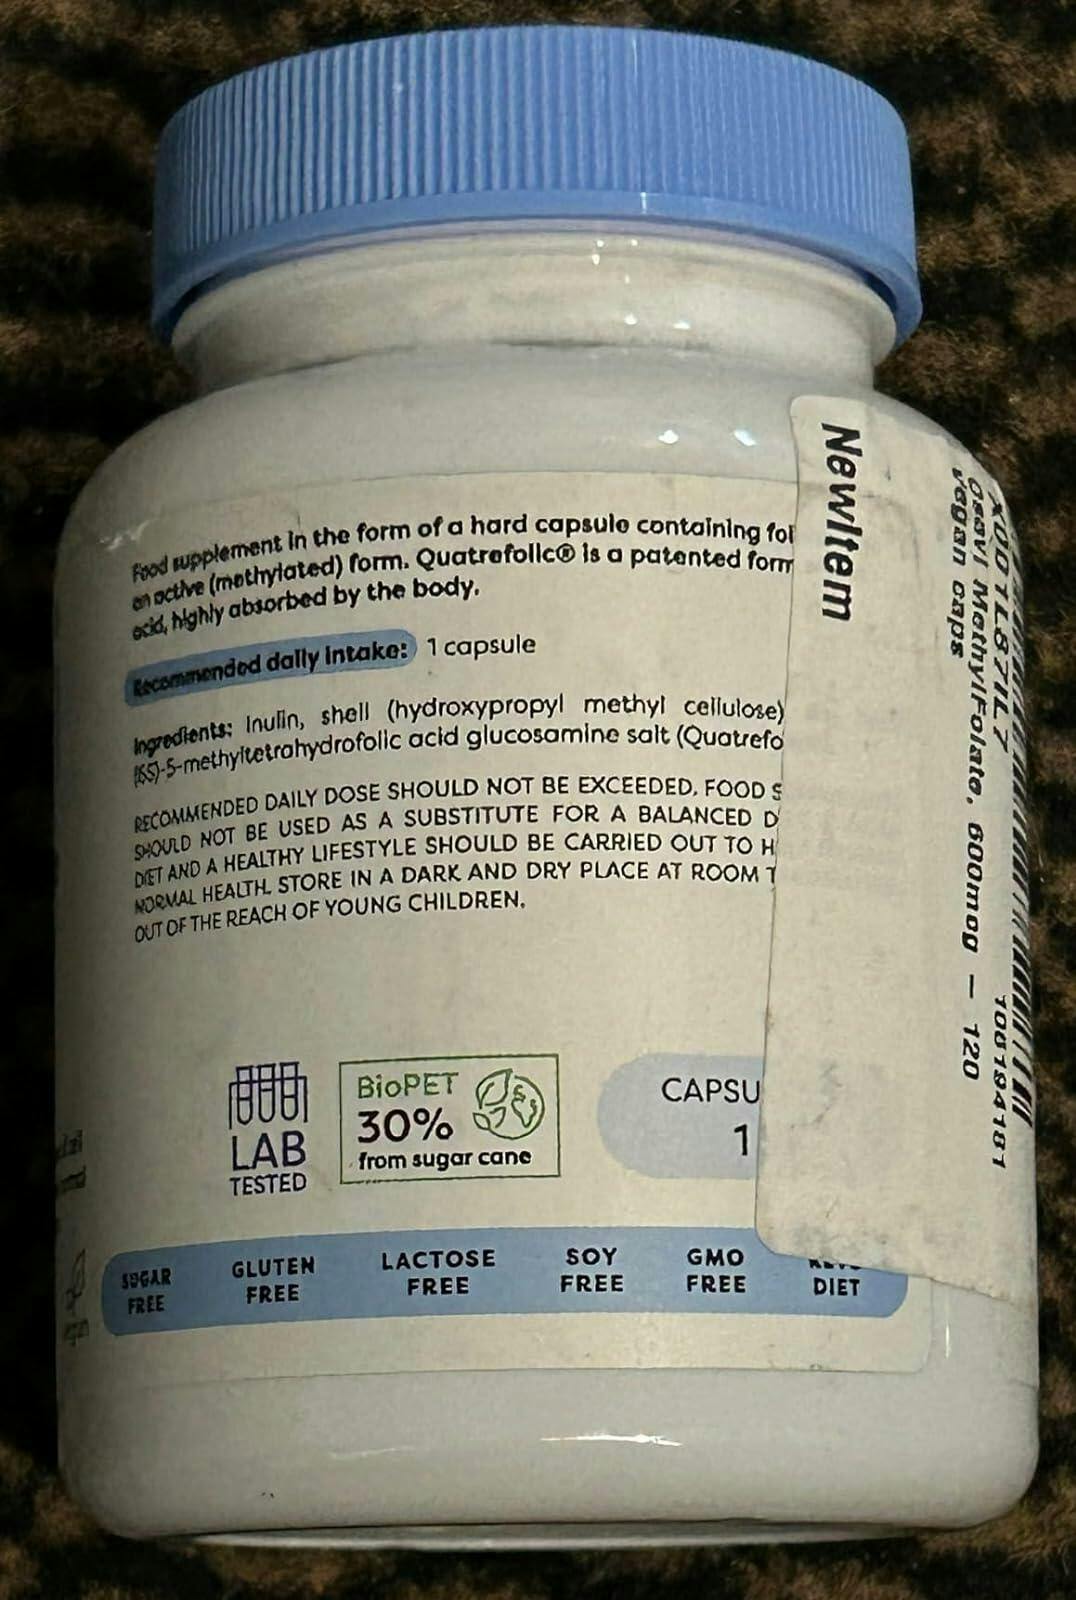 Food supplement in the form of a hard capsule containing fol
an active (methylated) form. Quatrefolic® is a patented form
acid, highly absorbed by the body.
Recommended daily intake: 1 capsule
Ingredients: Inulin, shell (hydroxypropyl methyl cellulose)
(6S)-5-methyltetrahydrofolic acid glucosamine salt (Quatrefo
RECOMMENDED DAILY DOSE SHOULD NOT BE EXCEEDED. FOOD S
SHOULD NOT BE USED AS A SUBSTITUTE FOR A BALANCED D
DIET AND A HEALTHY LIFESTYLE SHOULD BE CARRIED OUT TO H
NORMAL HEALTH. STORE IN A DARK AND DRY PLACE AT ROOM T
OUT OF THE REACH OF YOUNG CHILDREN.
LAB
TESTED
BioPET
30%
from sugar cane
CAPSU
1
SUGAR
FREE
GLUTEN
FREE
LACTOSE
FREE
SOY
FREE
GMO
FREE
KETO
DIET
vegan
NewItem
X001L87IL7
106194181
Osavi MethylFolate, 600mcg – 120
vegan caps